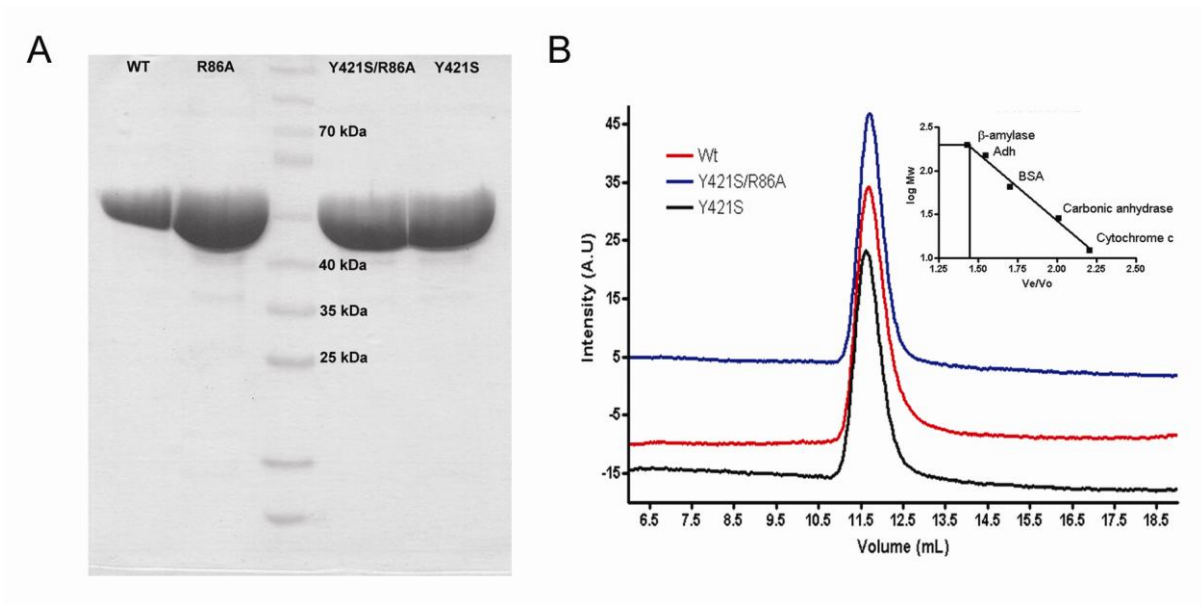 A
WT R86A Y421S/R86A Y421S
70 kDa
40 kDa
35 kDa
25 kDa
B
45
35
25
15
5
-5
-15
Intensity (A.U)
Wt
Y421S/R86A
Y421S
6.5 7.5 8.5 9.5 10.5 11.5 12.5 13.5 14.5 15.5 16.5 17.5 18.5
Volume (mL)
2.5
2.0
1.5
1.0
log Mw
β-amylase
Adh
BSA
Carbonic anhydrase
Cytochrome c
1.25 1.50 1.75 2.00 2.25 2.50
Ve/Vo